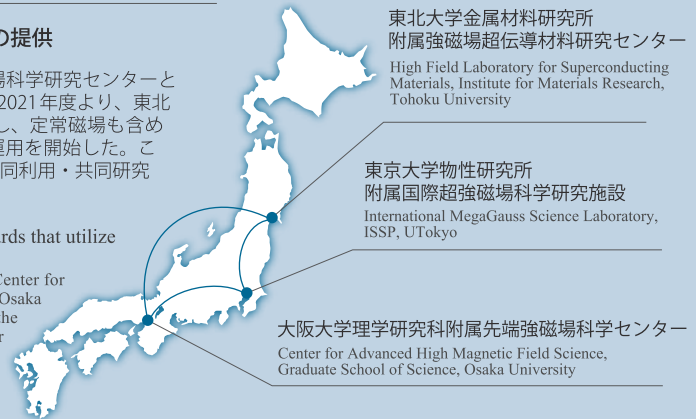 の提供
場科学研究センターと
2021年度より、東北
し、定常磁場も含め
運用を開始した。こ
同利用・共同研究
rds that utilize
Center for
Osaka
the
r
東北大学金属材料研究所
附属強磁場超伝導材料研究センター
High Field Laboratory for Superconducting
Materials, Institute for Materials Research,
Tohoku University
東京大学物性研究所
附属国際超強磁場科学研究施設
International MegaGauss Science Laboratory,
ISSP, UTokyo
大阪大学理学研究科附属先端強磁場科学センター
Center for Advanced High Magnetic Field Science,
Graduate School of Science, Osaka University